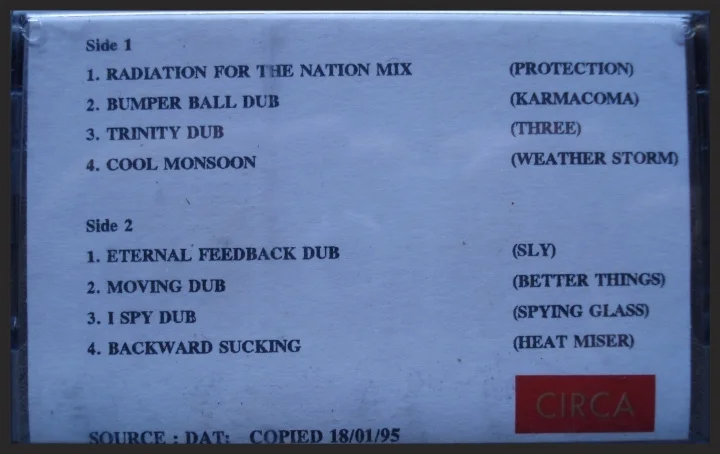 Side 1
1. RADIATION FOR THE NATION MIX (PROTECTION)
2. BUMPER BALL DUB (KARMACOMA)
3. TRINITY DUB (THREE)
4. COOL MONSOON (WEATHER STORM)
Side 2
1. ETERNAL FEEDBACK DUB (SLY)
2. MOVING DUB (BETTER THINGS)
3. I SPY DUB (SPYING GLASS)
4. BACKWARD SUCKING (HEAT MISER)
CIRCA
SOURCE : DAT: COPIED 18/01/95